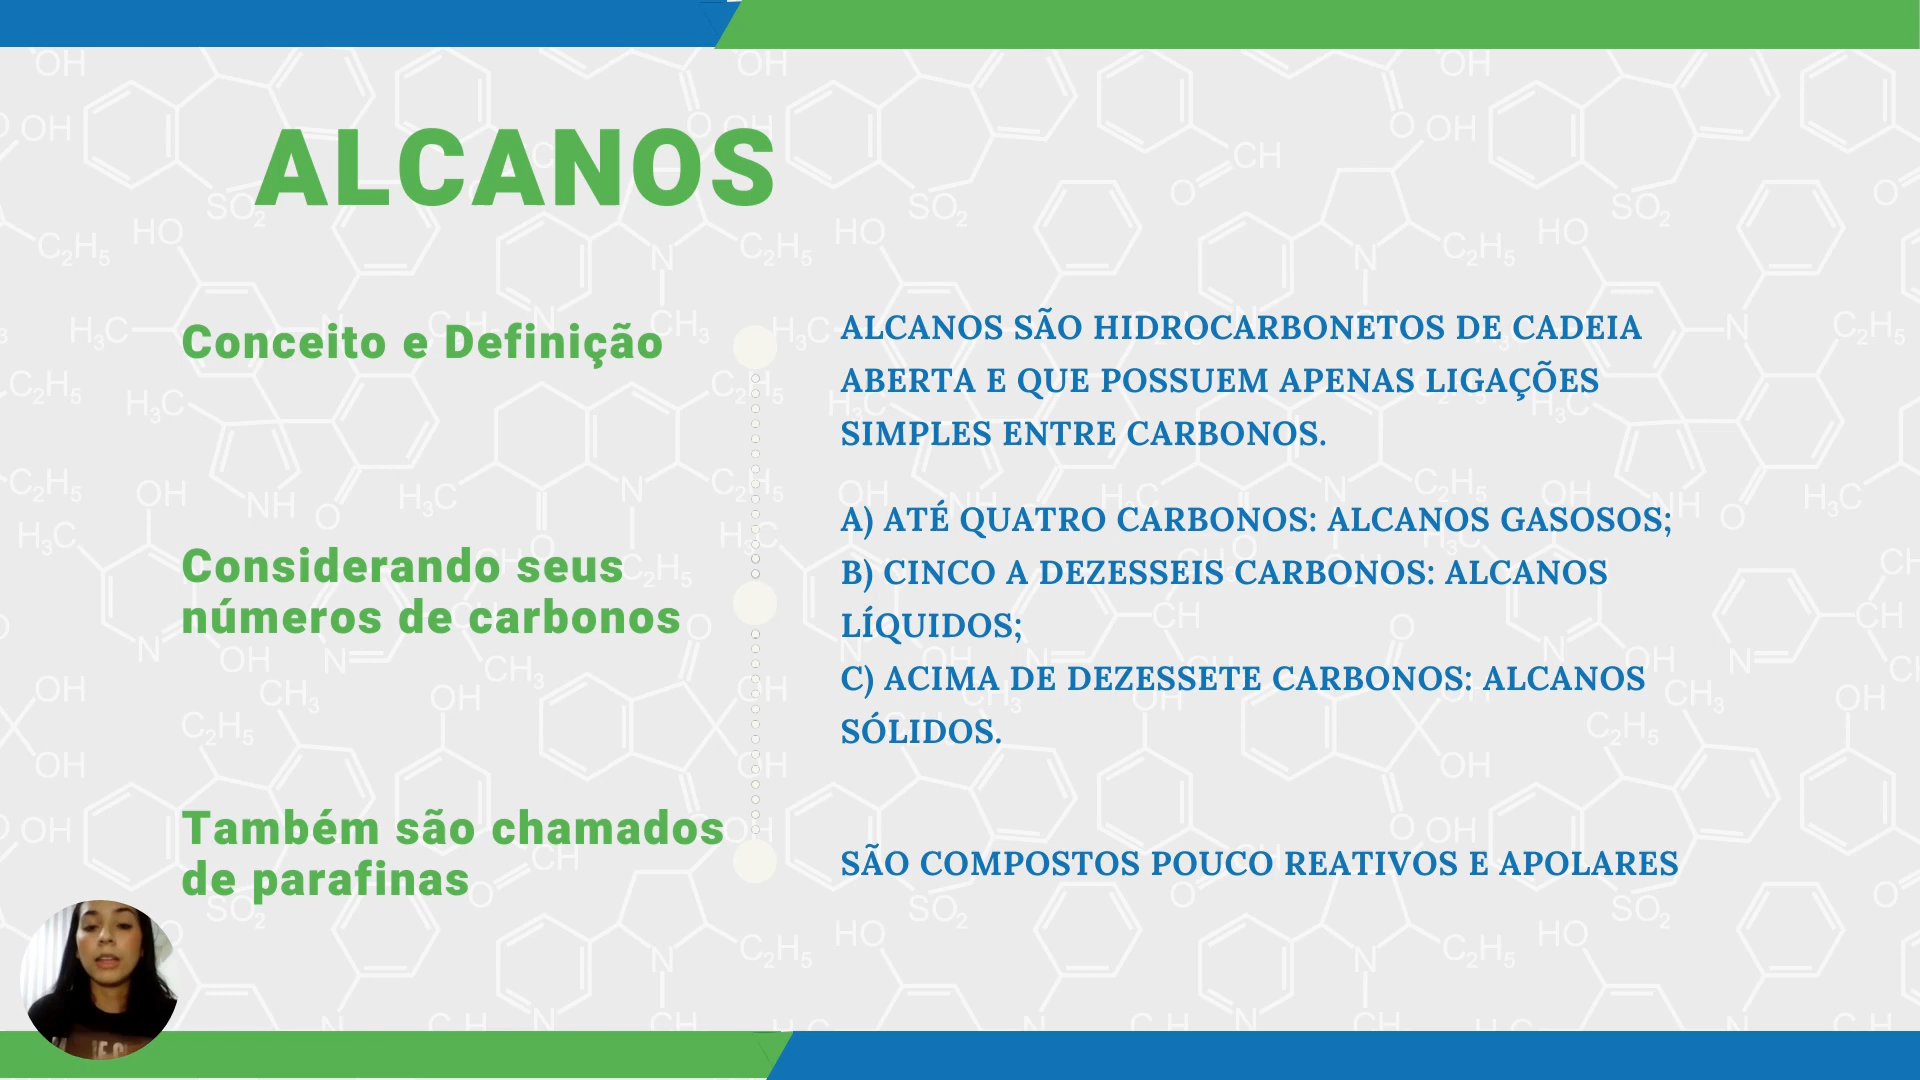 ALCANOS
Conceito e Definição
ALCANOS SÃO HIDROCARBONETOS DE CADEIA
ABERTA E QUE POSSUEM APENAS LIGAÇÕES
SIMPLES ENTRE CARBONOS.
Considerando seus
números de carbonos
A) ATÉ QUATRO CARBONOS: ALCANOS GASOSOS;
B) CINCO A DEZESSEIS CARBONOS: ALCANOS
LÍQUIDOS;
C) ACIMA DE DEZESSETE CARBONOS: ALCANOS
SÓLIDOS.
Também são chamados
de parafinas
SÃO COMPOSTOS POUCO REATIVOS E APOLARES